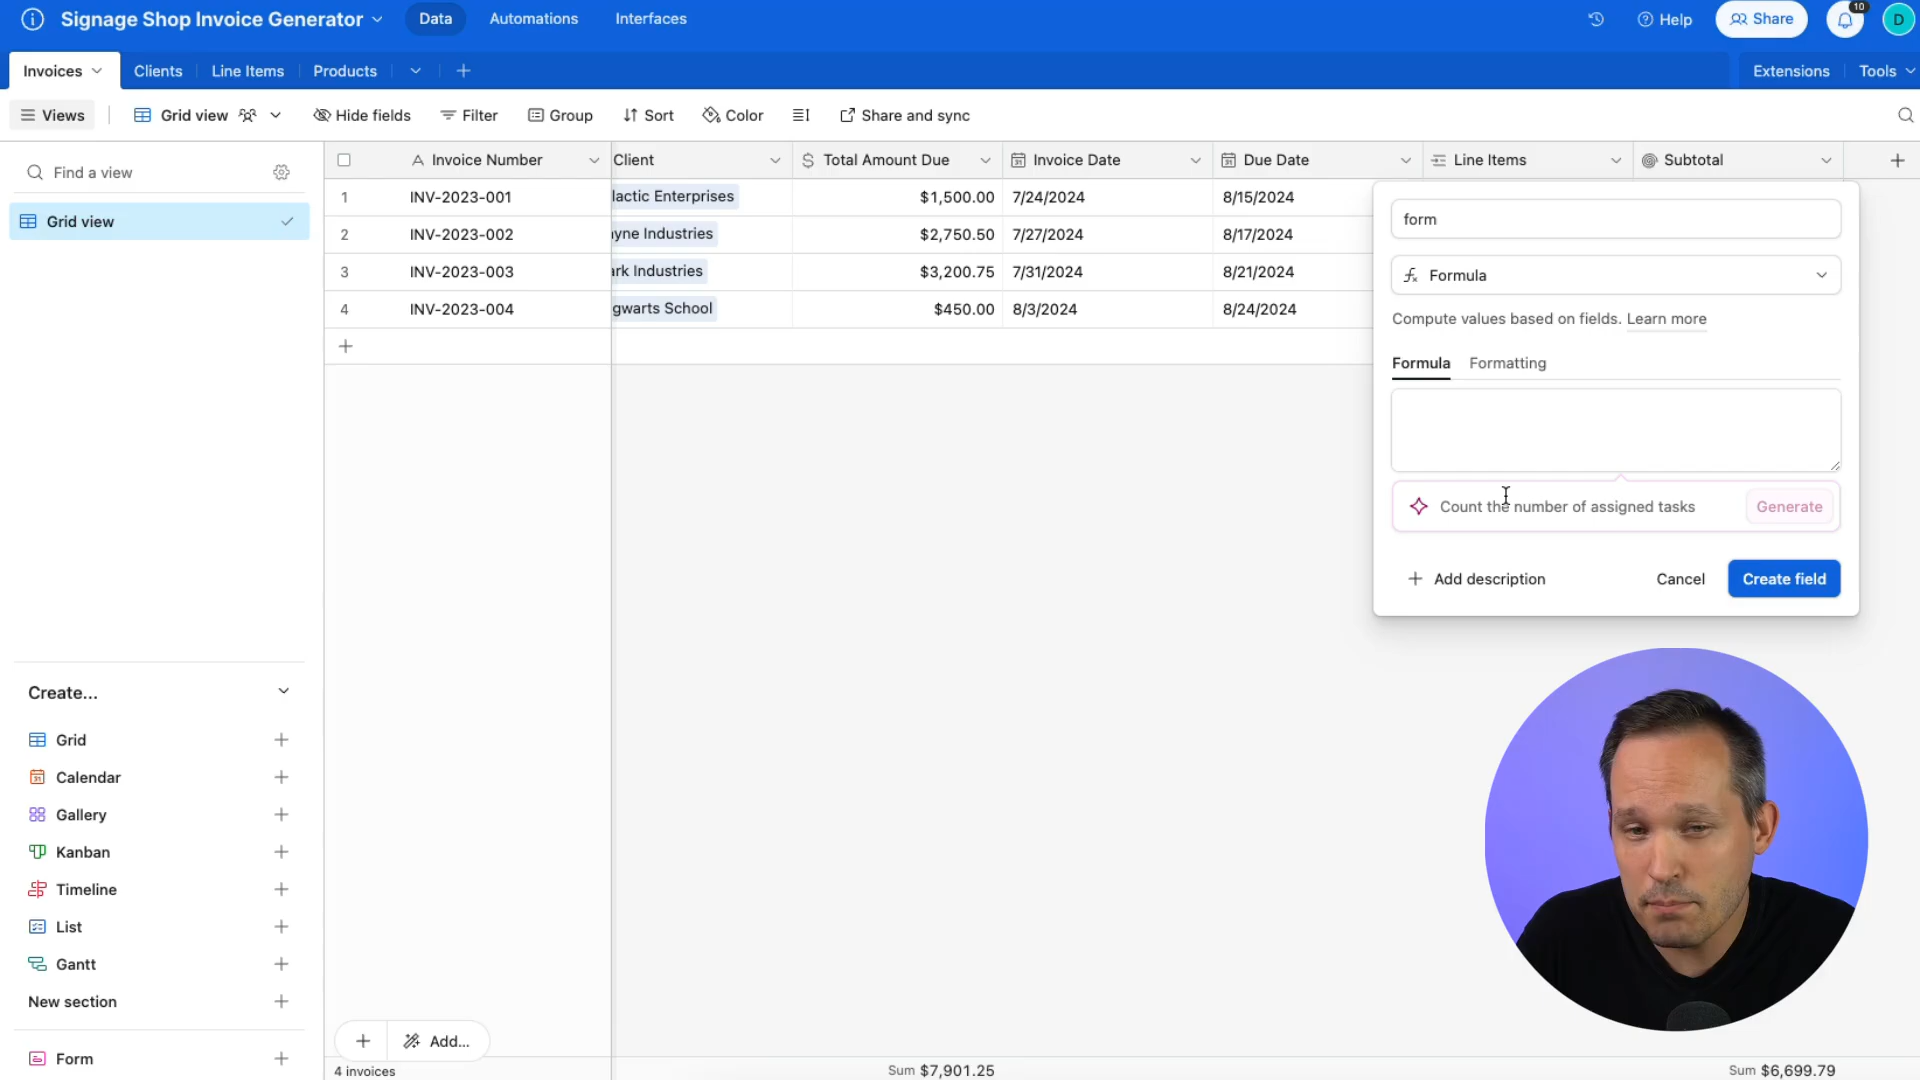 Signage Shop Invoice Generator
Data
Automations
Interfaces
Help
Share
10
D
Invoices
Clients
Line Items
Products
Extensions
Tools
Views
Grid view
Hide fields
Filter
Group
Sort
Color
Share and sync
Find a view
Grid view
Invoice Number
Client
Total Amount Due
Invoice Date
Due Date
Line Items
Subtotal
1 INV-2023-001 lactic Enterprises $1,500.00 7/24/2024 8/15/2024
2 INV-2023-002 yne Industries $2,750.50 7/27/2024 8/17/2024
3 INV-2023-003 ark Industries $3,200.75 7/31/2024 8/21/2024
4 INV-2023-004 gwarts School $450.00 8/3/2024 8/24/2024
form
Formula
Compute values based on fields. Learn more
Formula
Formatting
Count the number of assigned tasks
Generate
Add description
Cancel
Create field
Create...
Grid
Calendar
Gallery
Kanban
Timeline
List
Gantt
New section
Form
Add...
4 invoices
Sum $7,901.25
Sum $6,699.79